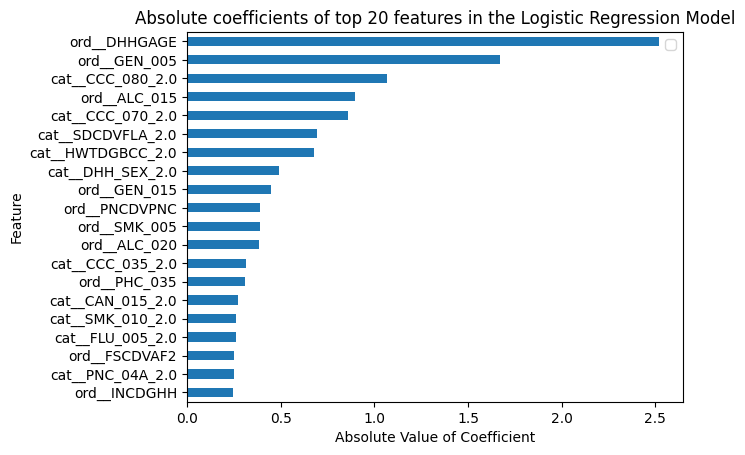 Absolute coefficients of top 20 features in the Logistic Regression Model
ord__DHHGAGE
ord__GEN_005
cat__CCC_080_2.0
ord__ALC_015
cat__CCC_070_2.0
cat__SDCDVFLA_2.0
cat__HWTDGBCC_2.0
cat__DHH_SEX_2.0
ord__GEN_015
ord__PNCDVPNC
ord__SMK_005
ord__ALC_020
cat__CCC_035_2.0
ord__PHC_035
cat__CAN_015_2.0
cat__SMK_010_2.0
cat__FLU_005_2.0
ord__FSCDVAF2
cat__PNC_04A_2.0
ord__INCDGHH
Feature
0.0 0.5 1.0 1.5 2.0 2.5
Absolute Value of Coefficient